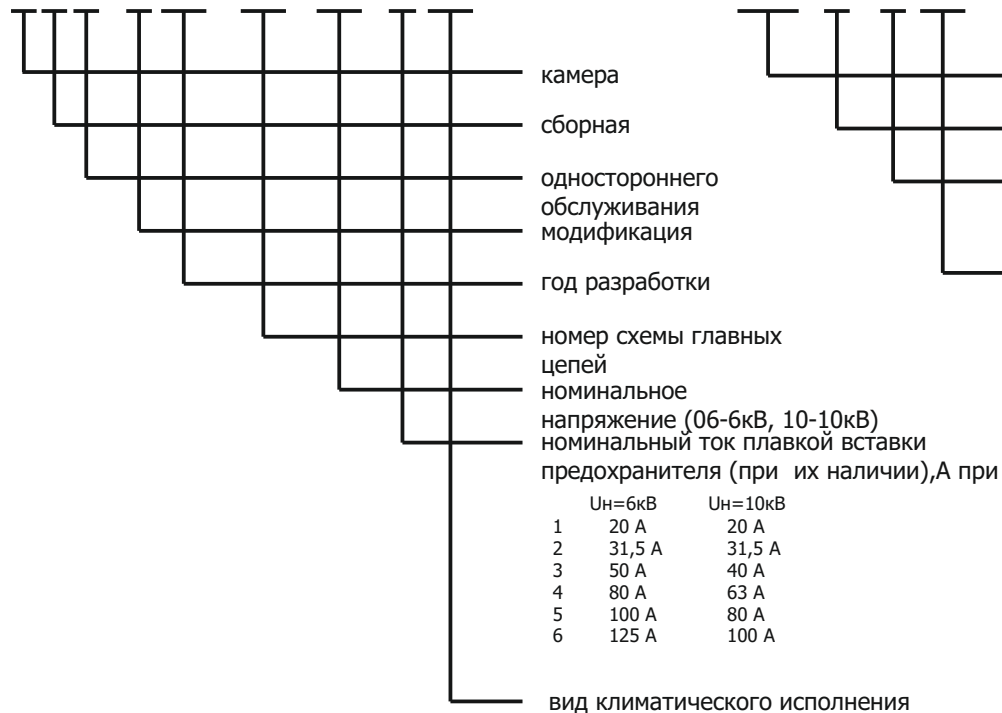 камера
сборная
одностороннего
обслуживания
модификация
год разработки
номер схемы главных
цепей
номинальное
напряжение (06-6кВ, 10-10кВ)
номинальный ток плавкой вставки
предохранителя (при их наличии),А при
Uн=6кВ Uн=10кВ
1 20 А 20 А
2 31,5 А 31,5 А
3 50 А 40 А
4 80 А 63 А
5 100 А 80 А
6 125 А 100 А
вид климатического исполнения